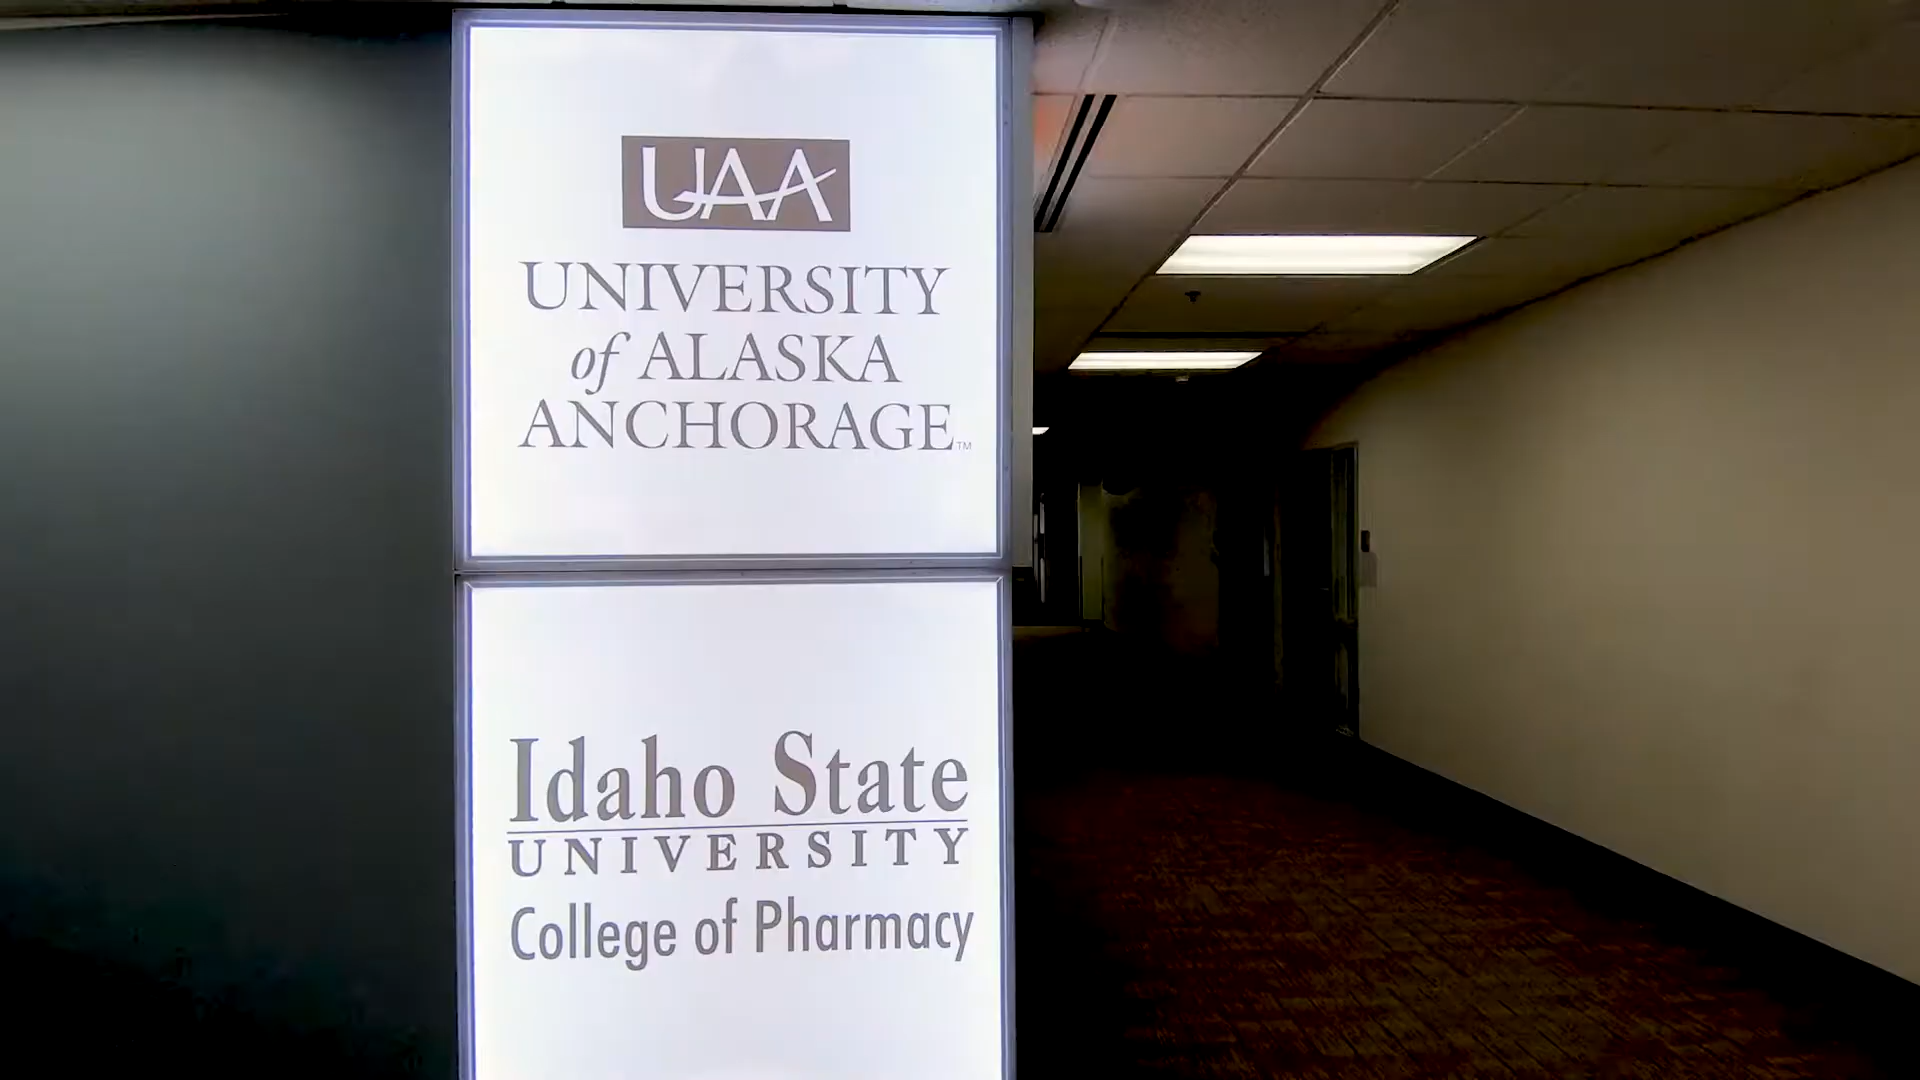 UAA
UNIVERSITY
of ALASKA
ANCHORAGE™
Idaho State
UNIVERSITY
College of Pharmacy